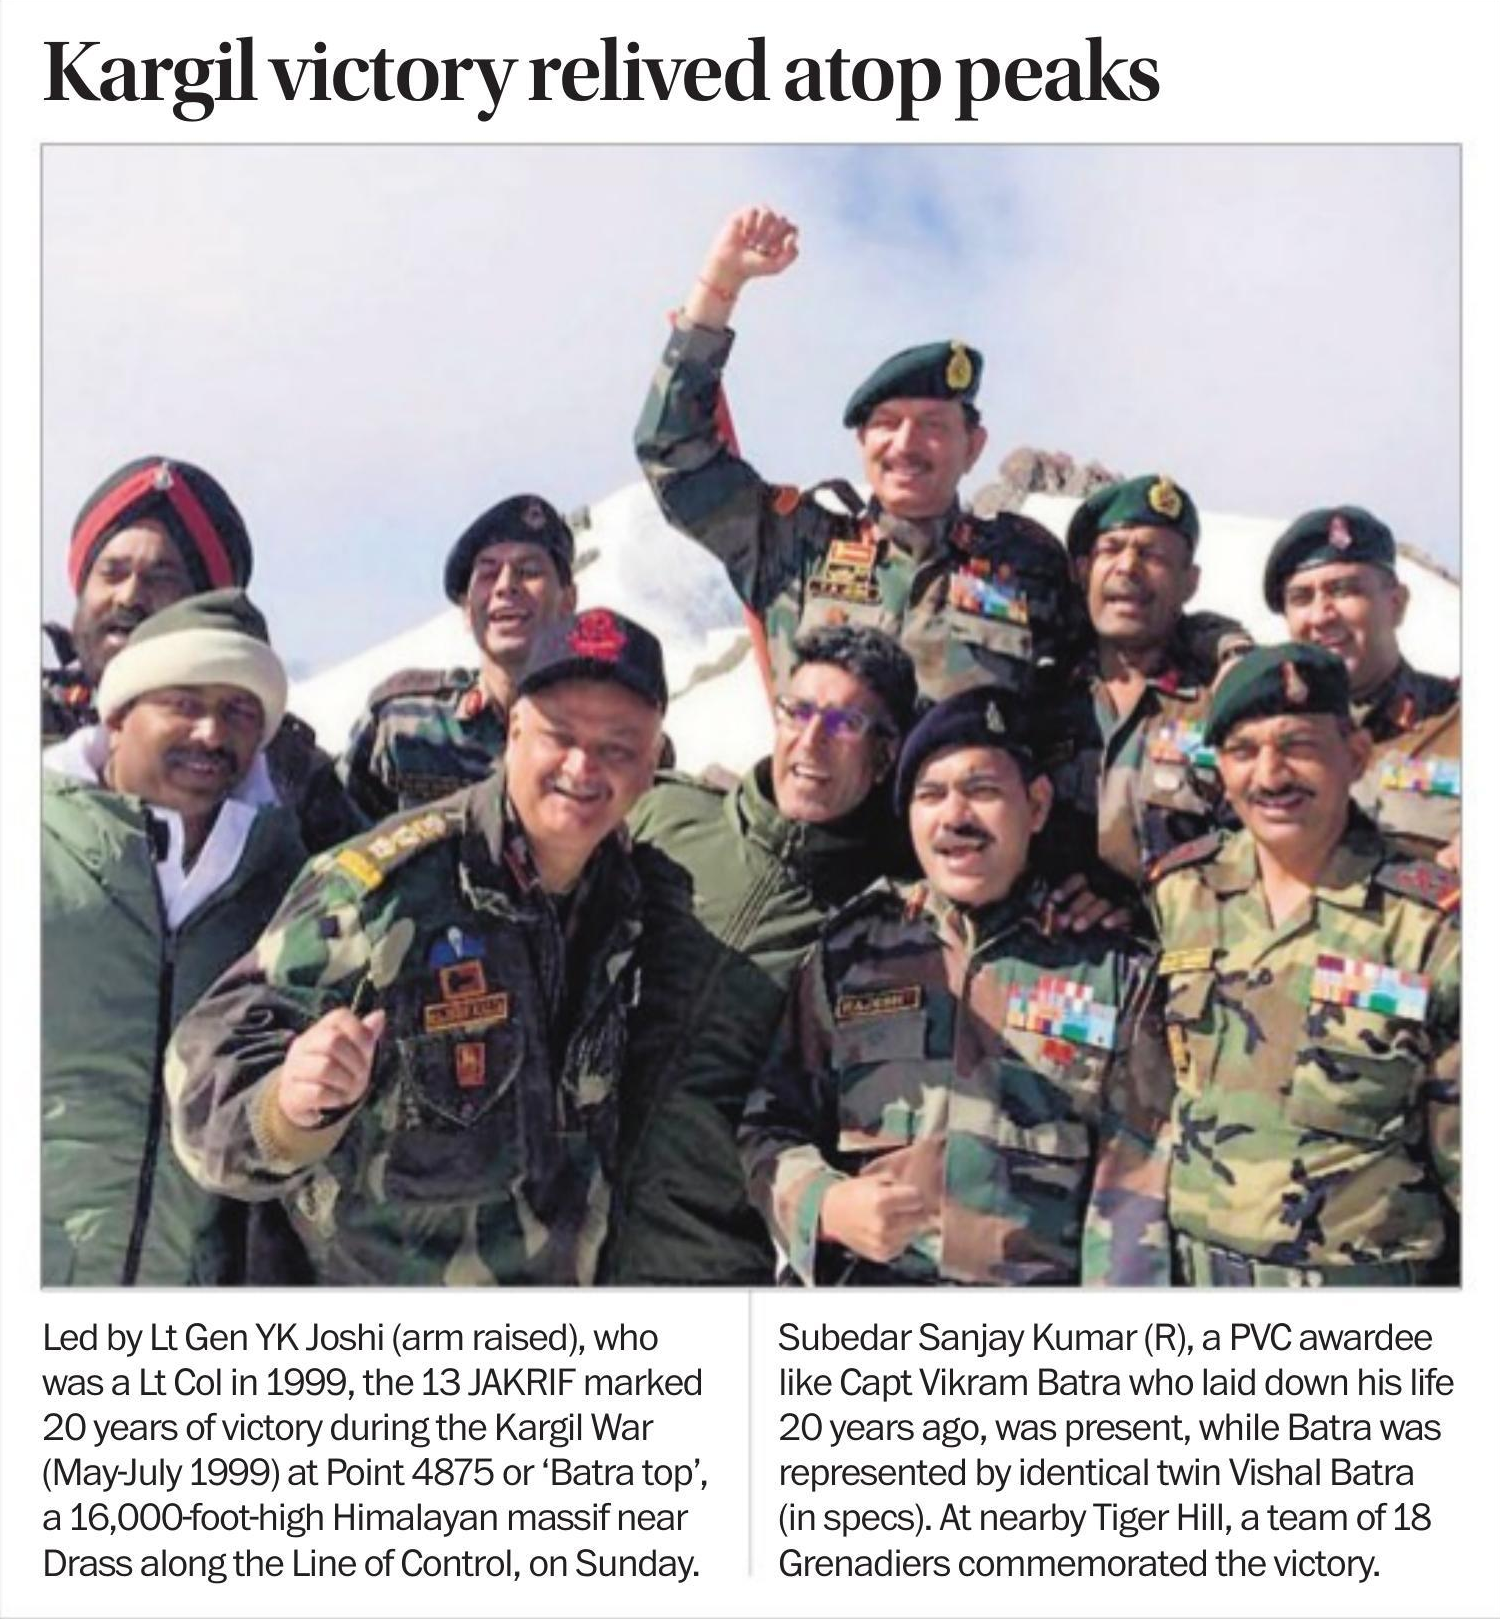 Kargil victory relived atop peaks
RAJESH
Led by Lt Gen YK Joshi (arm raised), who
was a Lt Col in 1999, the 13 JAKRIF marked
20 years of victory during the Kargil War
(May-July 1999) at Point 4875 or ‘Batra top’,
a 16,000-foot-high Himalayan massif near
Drass along the Line of Control, on Sunday.
Subedar Sanjay Kumar (R), a PVC awardee
like Capt Vikram Batra who laid down his life
20 years ago, was present, while Batra was
represented by identical twin Vishal Batra
(in specs). At nearby Tiger Hill, a team of 18
Grenadiers commemorated the victory.